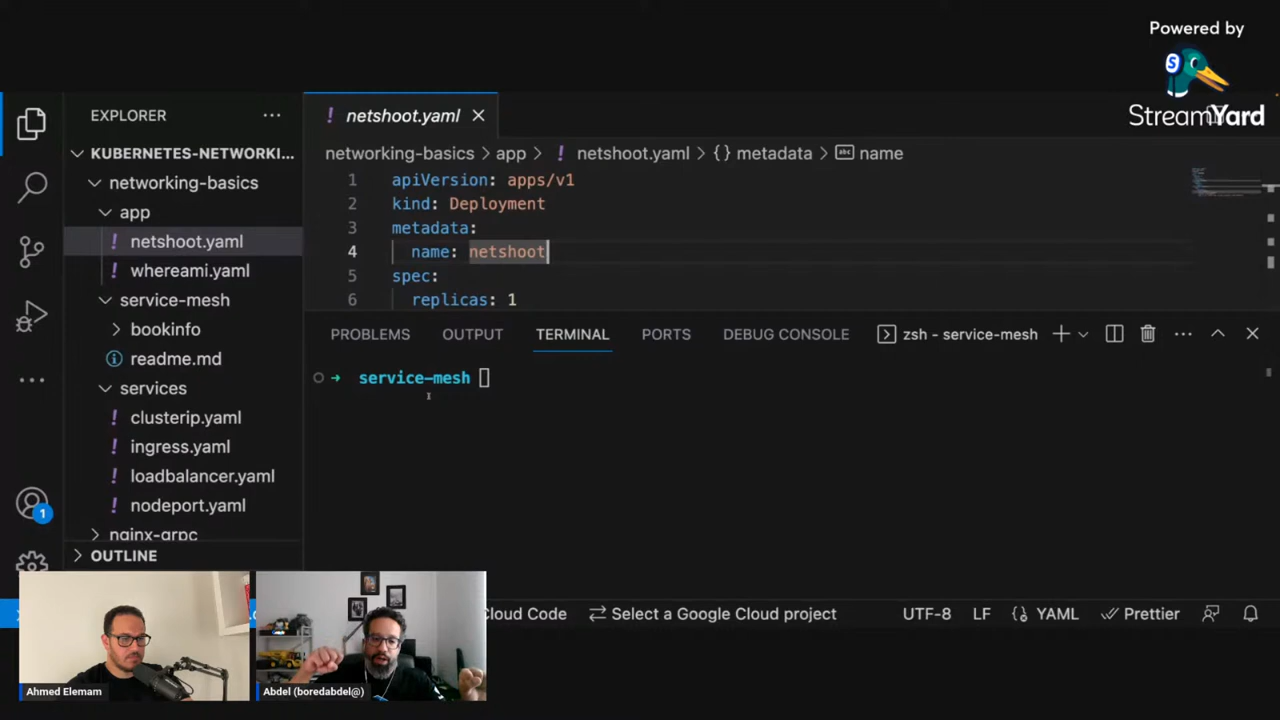 Powered by
S
StreamYard
EXPLORER
netshoot.yaml
KUBERNETES-NETWORKI...
networking-basics
app
netshoot.yaml
whereami.yaml
service-mesh
bookinfo
readme.md
services
clusterip.yaml
ingress.yaml
loadbalancer.yaml
nodeport.yaml
nginx-grpc
OUTLINE
networking-basics > app > ! netshoot.yaml > {} metadata > abc name
1 apiVersion: apps/v1
2 kind: Deployment
3 metadata:
4 name: netshoot
5 spec:
6 replicas: 1
PROBLEMS OUTPUT TERMINAL PORTS DEBUG CONSOLE zsh - service-mesh
→ service-mesh
1
Cloud Code Select a Google Cloud project UTF-8 LF {} YAML Prettier
Ahmed Elemam
Abdel (boredabdel@)